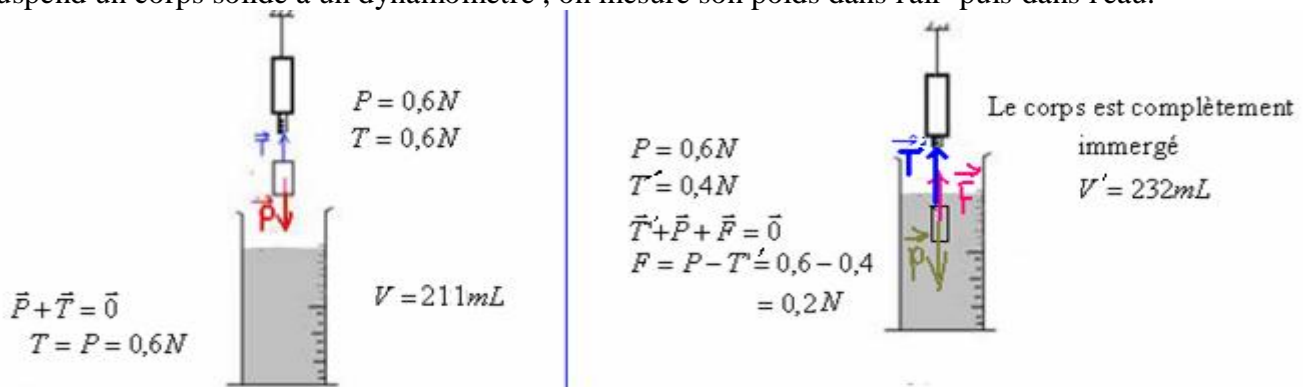 suspend un corps solide à un dynamomètre , on mesure son poids dans l'air puis dans l'eau.
P = 0,6N
T = 0,6N
T⃗
P⃗
V = 211mL
P⃗ + T⃗ = 0⃗
T = P = 0,6N
Le corps est complètement
immergé
V' = 232mL
P = 0,6N
T' = 0,4N
T⃗' + P⃗ + F⃗ = 0⃗
F = P − T' = 0,6 − 0,4
= 0,2N
T⃗'
F⃗
P⃗